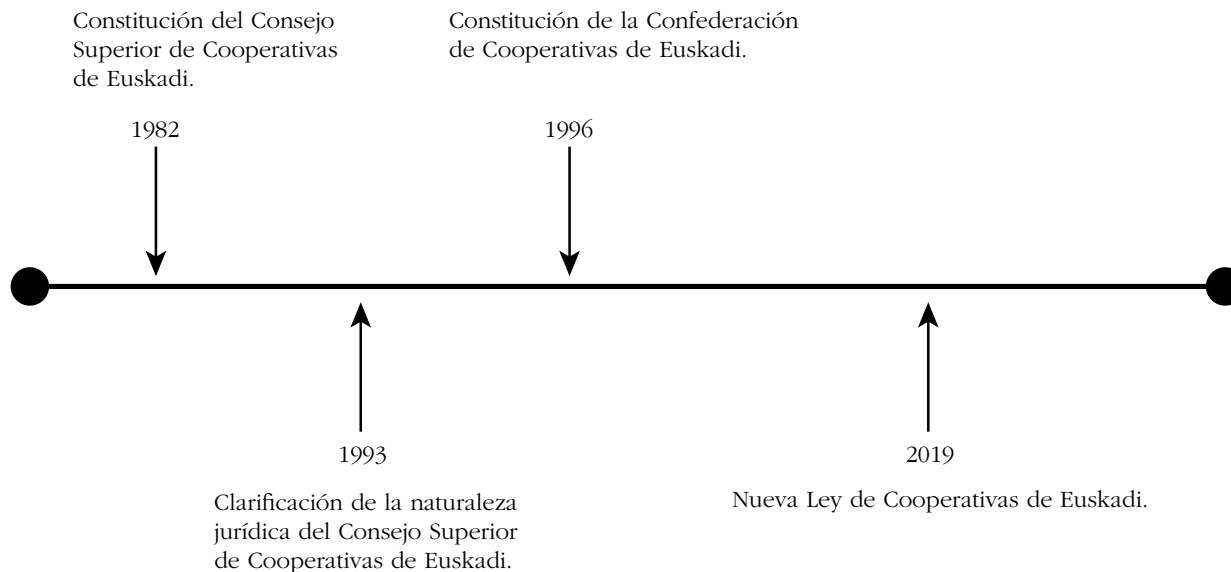 Constitución del Consejo
Superior de Cooperativas
de Euskadi.
1982
Constitución de la Confederación
de Cooperativas de Euskadi.
1996
1993
Clarificación de la naturaleza
jurídica del Consejo Superior
de Cooperativas de Euskadi.
2019
Nueva Ley de Cooperativas de Euskadi.